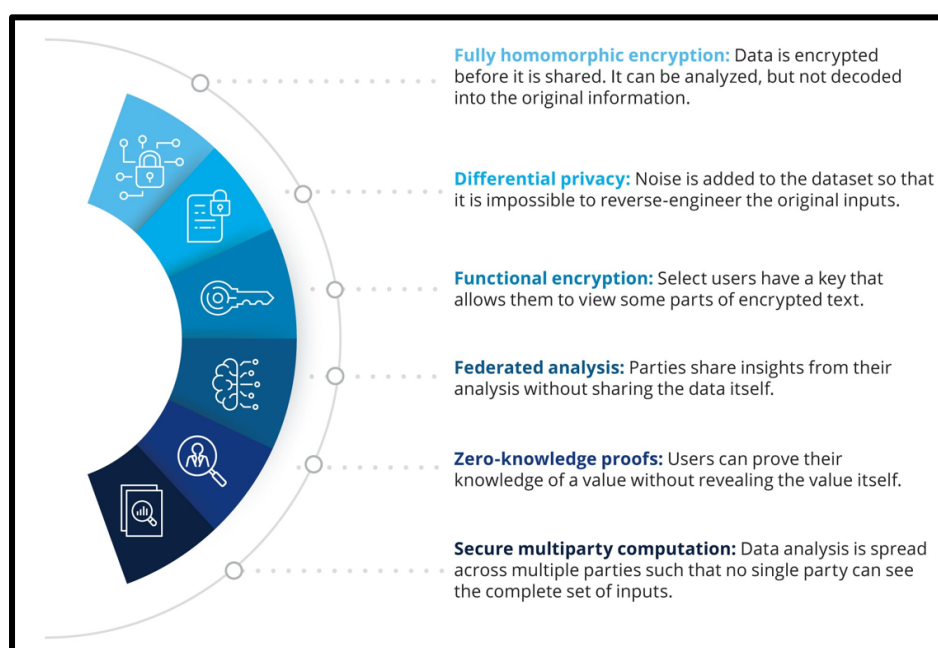 Fully homomorphic encryption: Data is encrypted
before it is shared. It can be analyzed, but not decoded
into the original information.
Differential privacy: Noise is added to the dataset so that
it is impossible to reverse-engineer the original inputs.
Functional encryption: Select users have a key that
allows them to view some parts of encrypted text.
Federated analysis: Parties share insights from their
analysis without sharing the data itself.
Zero-knowledge proofs: Users can prove their
knowledge of a value without revealing the value itself.
Secure multiparty computation: Data analysis is spread
across multiple parties such that no single party can see
the complete set of inputs.